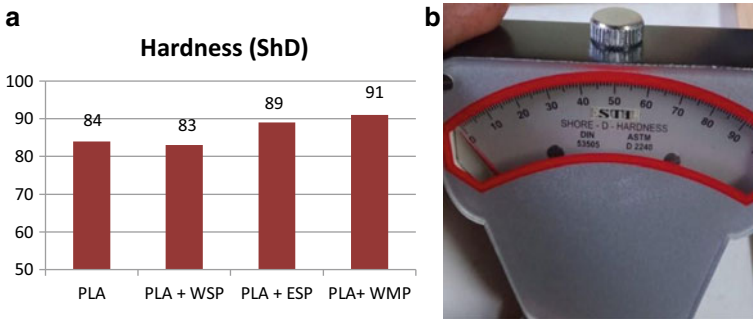 a
Hardness (ShD)
100
90
80
70
60
50
84
83
89
91
PLA
PLA + WSP
PLA + ESP
PLA+ WMP
b
0 10 20 30 40 50 60 70 80 90
STT
SHORE - D - HARDNESS
DIN ASTM
53505 D 2240